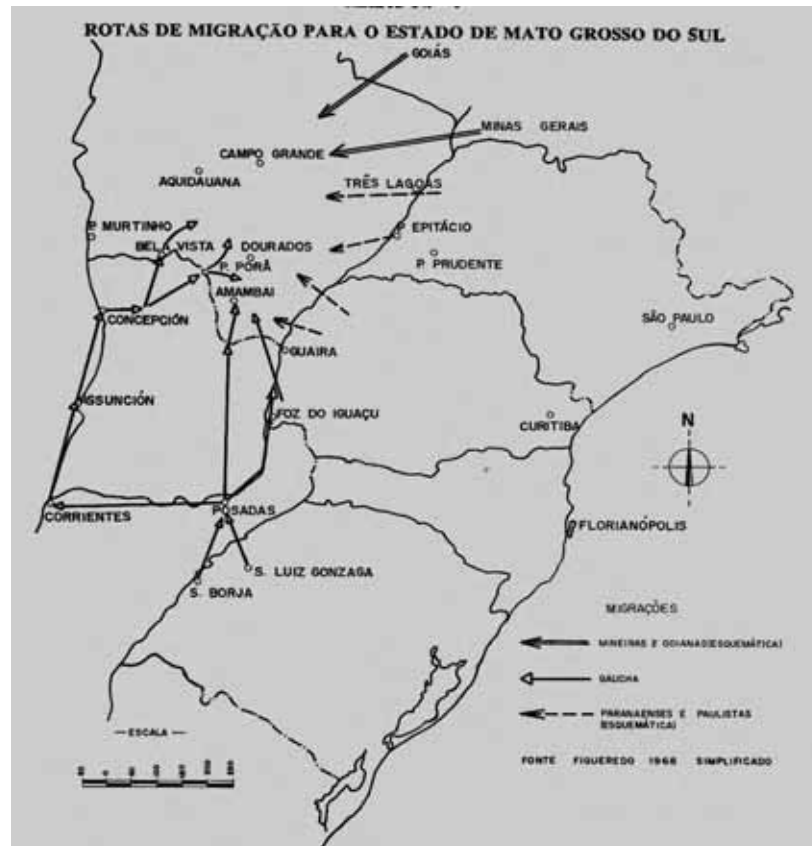 ROTAS DE MIGRAÇÃO PARA O ESTADO DE MATO GROSSO DO SUL
GOIÁS
MINAS GERAIS
CAMPO GRANDE
AQUIDAUANA
TRÊS LAGOAS
P. MURTINHO
P. EPITÁCIO
BELA VISTA
DOURADOS
P. PRUDENTE
P. PORÃ
AMAMBAI
CONCEPCIÓN
SÃO PAULO
GUAIRA
ISSUNCIÓN
FOZ DO IGUAÇU
CURITIBA
N
CORRIENTES
POSADAS
FLORIANÓPOLIS
S. LUIZ GONZAGA
S. BORJA
MIGRAÇÕES
MINEIRAS E GOIANAS(ESQUEMÁTICA)
GAUCHA
PARANAENSES E PAULISTAS
(ESQUEMÁTICA)
— ESCALA —
FONTE FIGUEREDO 1968 SIMPLIFICADO